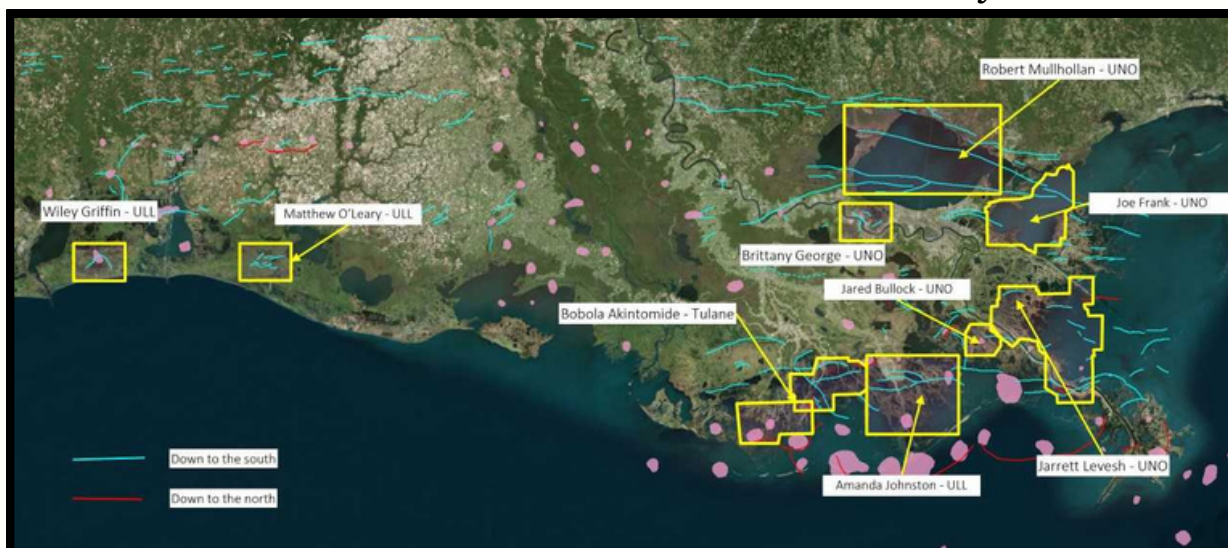 Robert Mullhollan - UNO
Wiley Griffin - ULL
Matthew O'Leary - ULL
Joe Frank - UNO
Brittany George - UNO
Jared Bullock - UNO
Bobola Akintomide - Tulane
Down to the south
Down to the north
Jarrett Levesh - UNO
Amanda Johnston - ULL